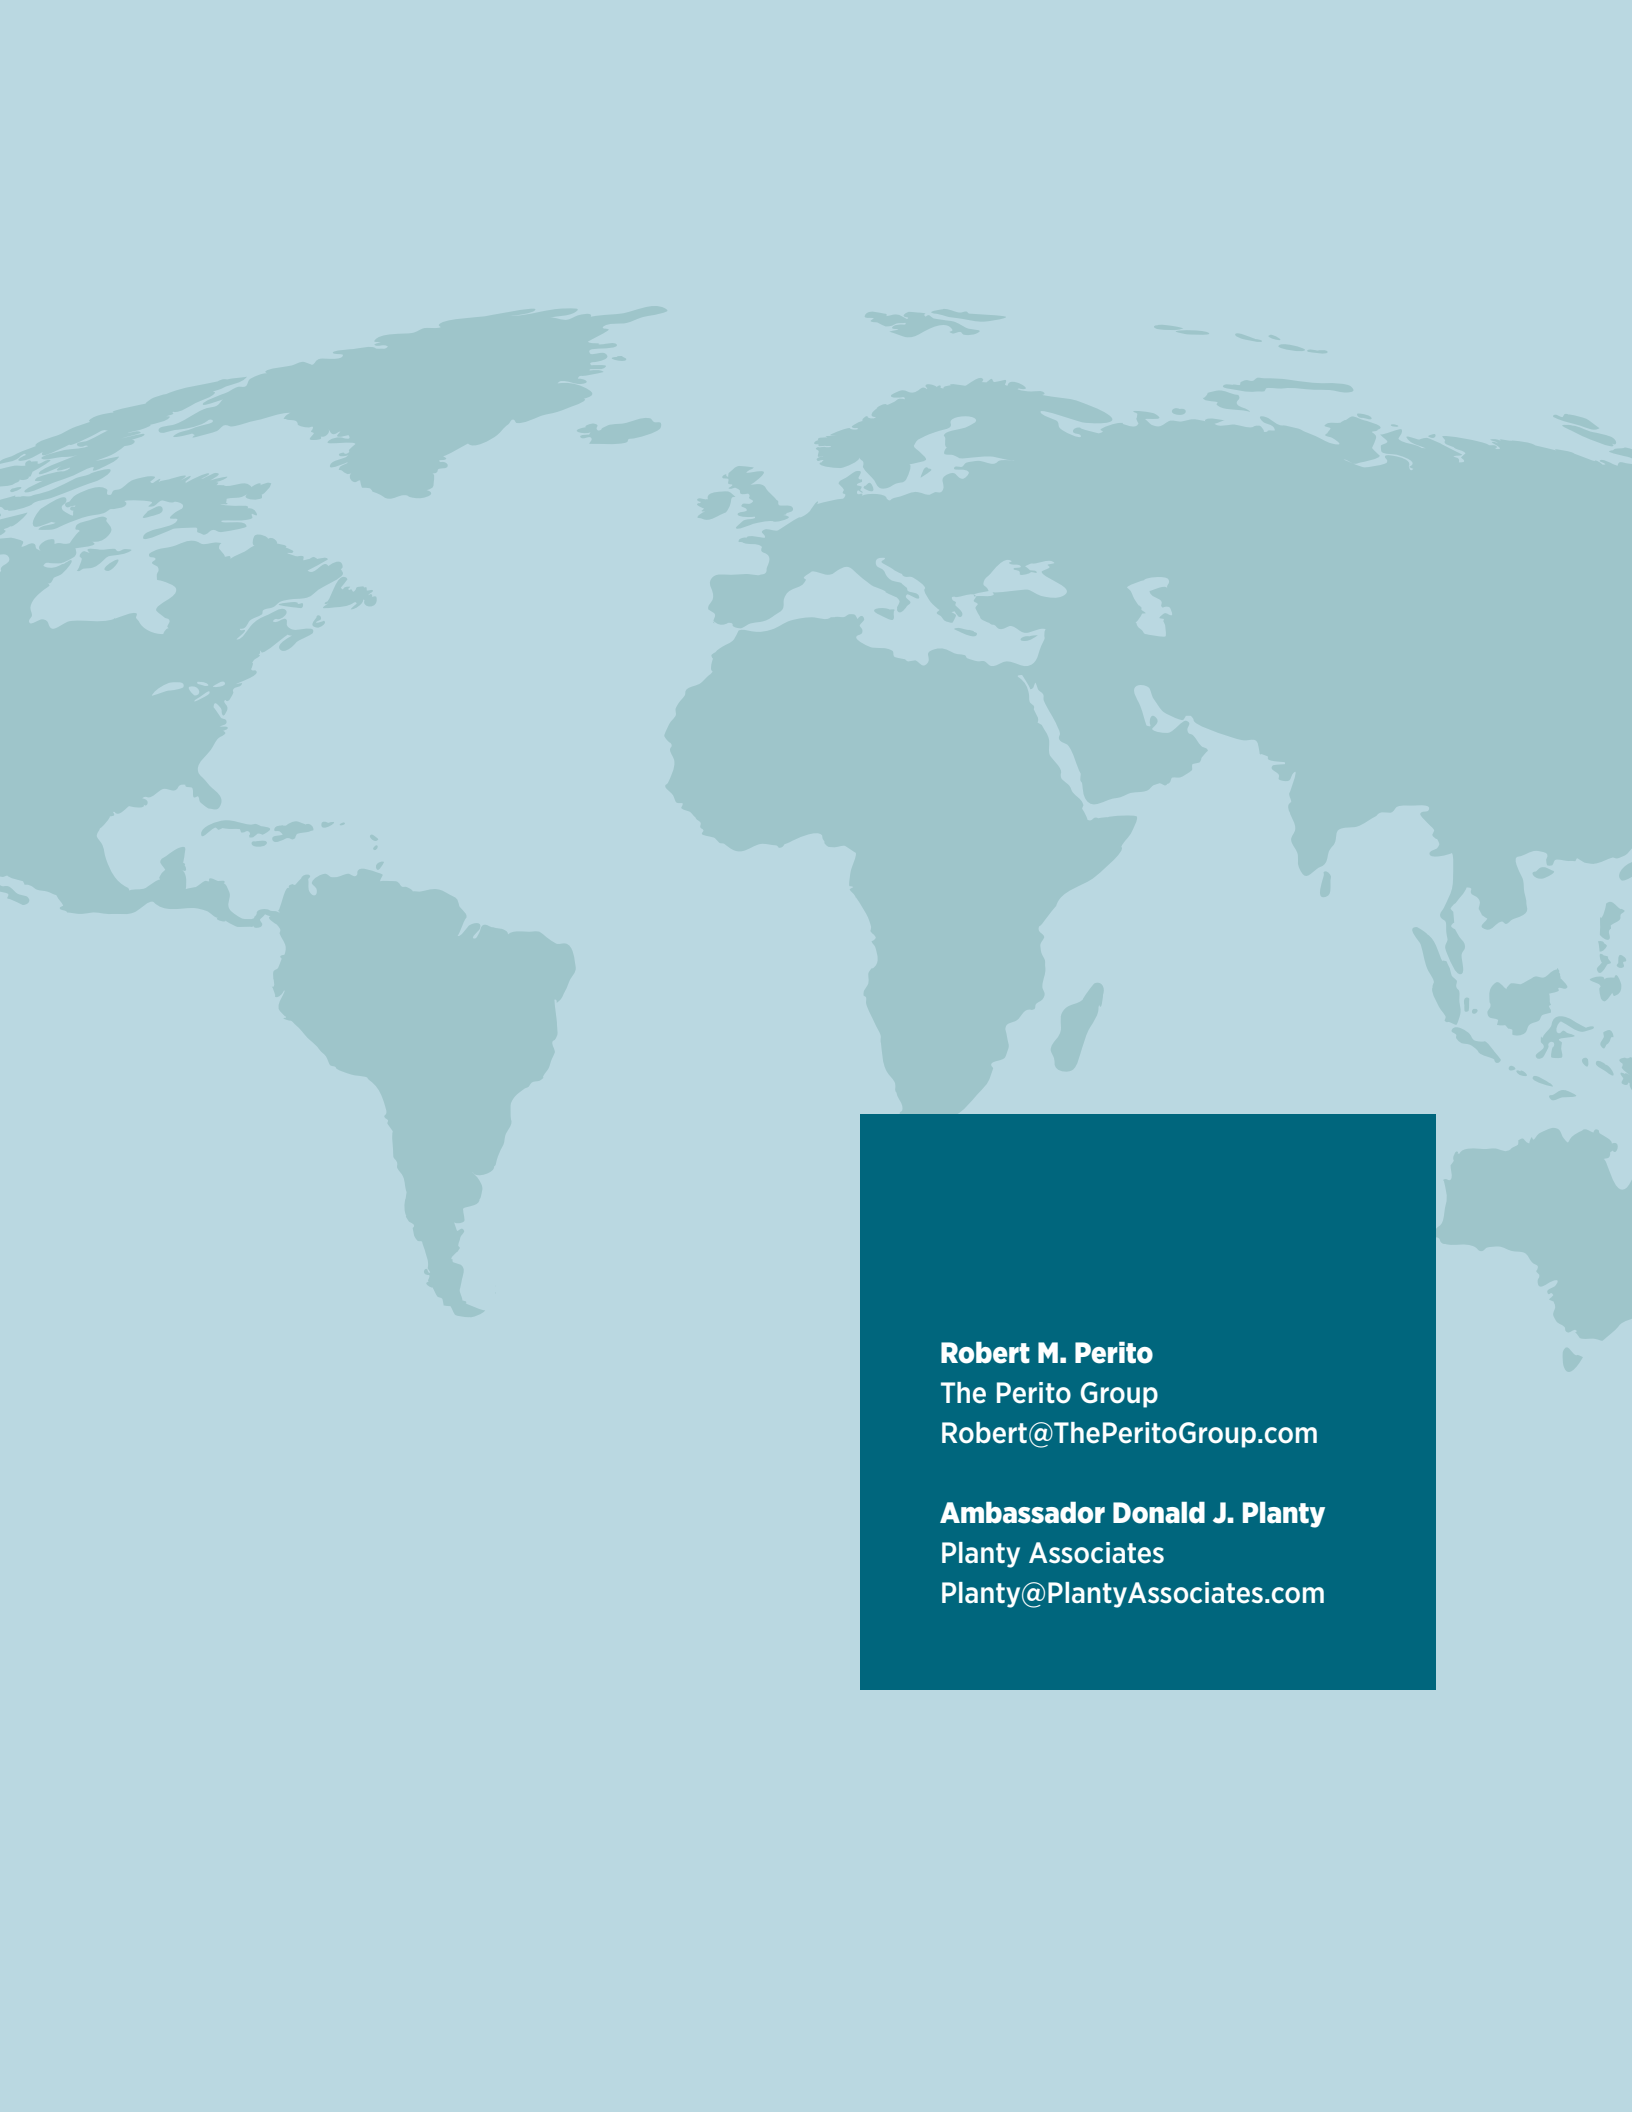 Robert M. Perito
The Perito Group
Robert@ThePeritoGroup.com
Ambassador Donald J. Planty
Planty Associates
Planty@PlantyAssociates.com